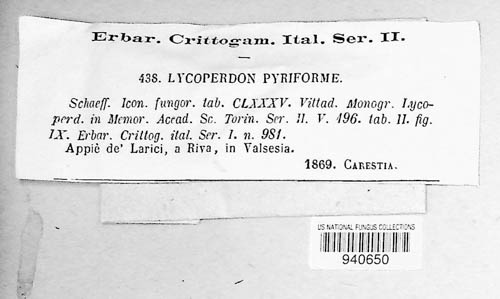 Erbar. Crittogam. Ital. Ser. II.
438. LYCOPERDON PYRIFORME.
Schaeff. Icon. fungor. tab. CLXXXV. Vittad. Monogr. Lyco-
perd. in Memor. Accad. Sc. Torin. Ser. II. V. 196. tab. II. fig.
IX. Erbar. Crittog. ital. Ser. I. n. 981.
Appiè de' Larici, a Riva, in Valsesia.
1869. CARESTIA.
US NATIONAL FUNGUS COLLECTIONS
940650